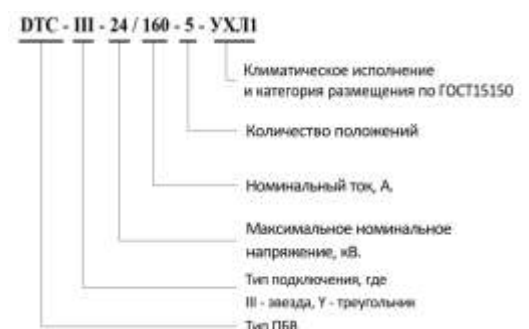 DTC - III - 24 / 160 - 5 - УХЛ1
Климатическое исполнение
и категория размещения по ГОСТ15150
Количество положений
Номинальный ток, А.
Максимальное номинальное
напряжение, кВ.
Тип подключения, где
III - звезда, Y - треугольник
Тип ПБВ